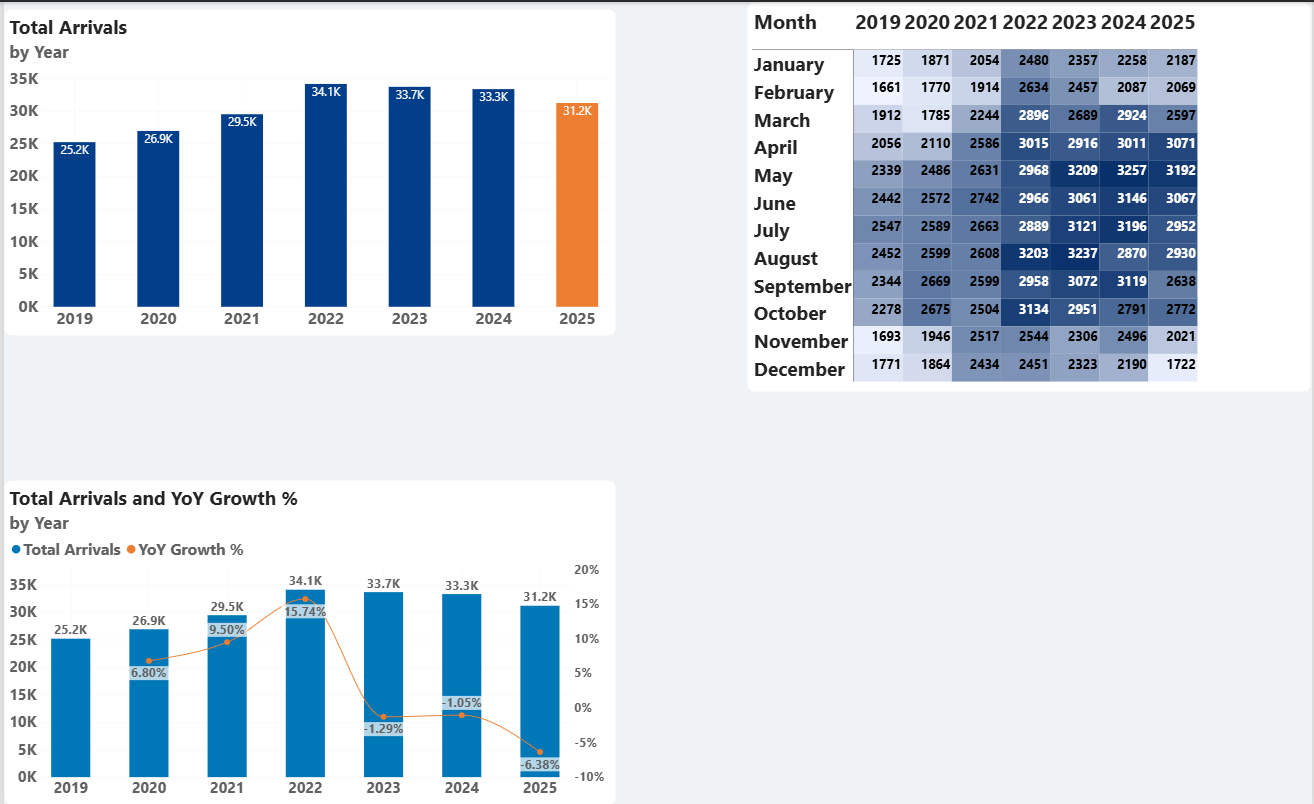 Total Arrivals
by Year
35K
30K
25K
20K
15K
10K
5K
0K
25.2K
26.9K
29.5K
34.1K
33.7K
33.3K
31.2K
2019 2020 2021 2022 2023 2024 2025
Month 2019 2020 2021 2022 2023 2024 2025
January 1725 1871 2054 2480 2357 2258 2187
February 1661 1770 1914 2634 2457 2087 2069
March 1912 1785 2244 2896 2689 2924 2597
April 2056 2110 2586 3015 2916 3011 3071
May 2339 2486 2631 2968 3209 3257 3192
June 2442 2572 2742 2966 3061 3146 3067
July 2547 2589 2663 2889 3121 3196 2952
August 2452 2599 2608 3203 3237 2870 2930
September 2344 2669 2599 2958 3072 3119 2638
October 2278 2675 2504 3134 2951 2791 2772
November 1693 1946 2517 2544 2306 2496 2021
December 1771 1864 2434 2451 2323 2190 1722
Total Arrivals and YoY Growth %
by Year
Total Arrivals YoY Growth %
35K
30K
25K
20K
15K
10K
5K
0K
25.2K
26.9K
29.5K
34.1K
33.7K
33.3K
31.2K
6.80%
9.50%
15.74%
-1.29%
-1.05%
-6.38%
20%
15%
10%
5%
0%
-5%
-10%
2019 2020 2021 2022 2023 2024 2025